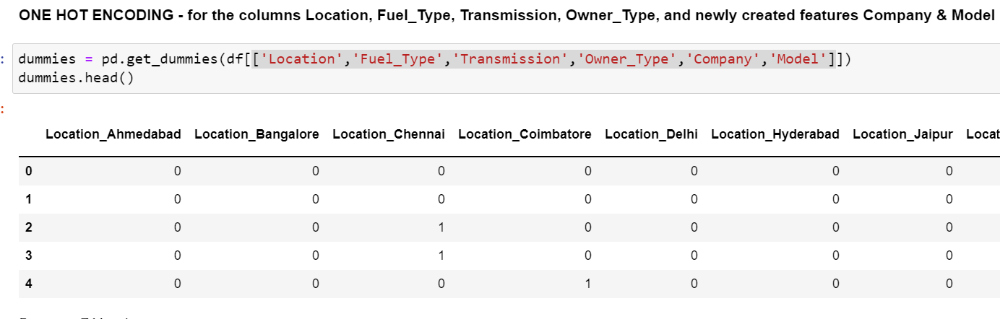 ONE HOT ENCODING - for the columns Location, Fuel_Type, Transmission, Owner_Type, and newly created features Company & Model
: dummies = pd.get_dummies(df[['Location','Fuel_Type','Transmission','Owner_Type','Company','Model']])
dummies.head()
:
Location_Ahmedabad Location_Bangalore Location_Chennai Location_Coimbatore Location_Delhi Location_Hyderabad Location_Jaipur Locat
0 0 0 0 0 0 0 0
1 0 0 0 0 0 0 0
2 0 0 1 0 0 0 0
3 0 0 1 0 0 0 0
4 0 0 0 1 0 0 0